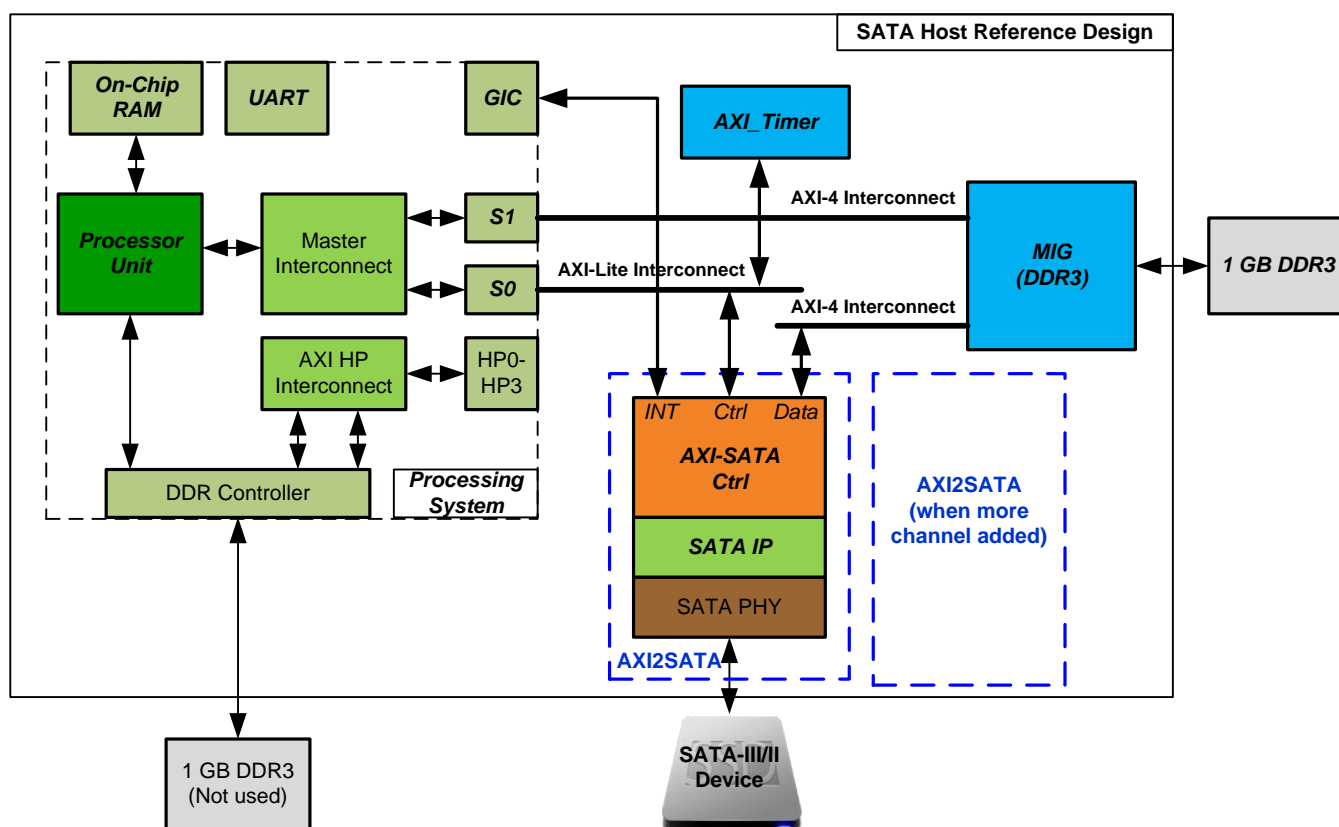 SATA Host Reference Design
On-Chip
RAM
UART
GIC
AXI_Timer
AXI-4 Interconnect
S1
Processor
Unit
Master
Interconnect
MIG
(DDR3)
1 GB DDR3
AXI-Lite Interconnect
S0
AXI-4 Interconnect
AXI HP
Interconnect
HP0-
HP3
INT Ctrl Data
AXI-SATA
Ctrl
DDR Controller
Processing
System
AXI2SATA
(when more
channel added)
SATA IP
SATA PHY
AXI2SATA
1 GB DDR3
(Not used)
SATA-III/II
Device